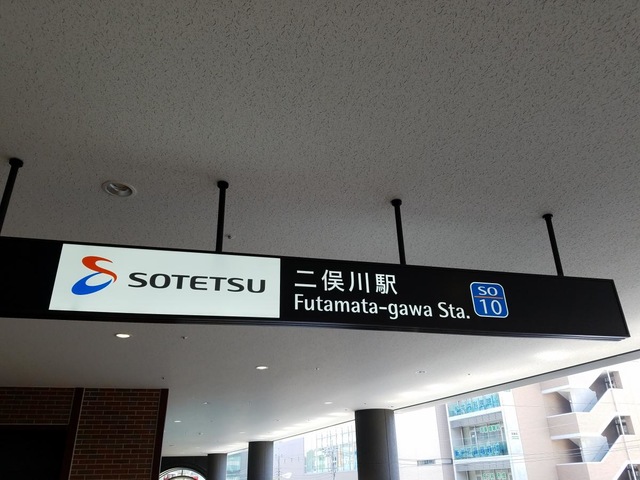 SOTETSU
二俣川駅
Futamata-gawa Sta.
SO
10